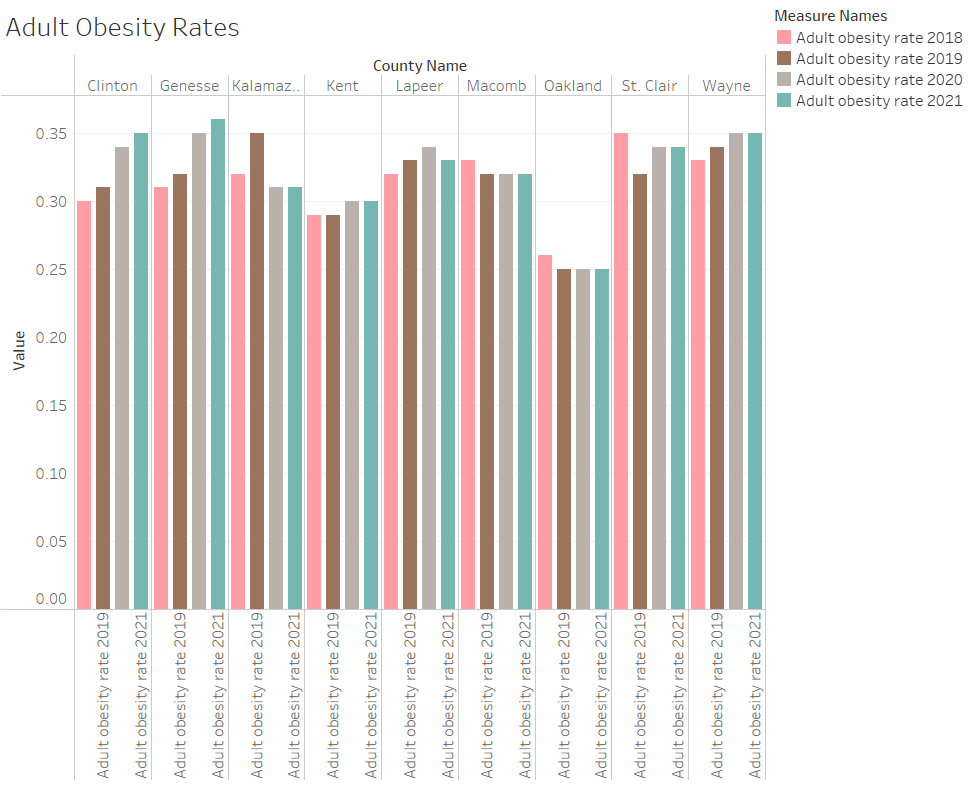 Adult Obesity Rates
Measure Names
Adult obesity rate 2018
Adult obesity rate 2019
Adult obesity rate 2020
Adult obesity rate 2021
County Name
Clinton Genesse Kalamaz.. Kent Lapeer Macomb Oakland St. Clair Wayne
Value
0.35
0.30
0.25
0.20
0.15
0.10
0.05
0.00
Adult obesity rate 2019
Adult obesity rate 2021
Adult obesity rate 2019
Adult obesity rate 2021
Adult obesity rate 2019
Adult obesity rate 2021
Adult obesity rate 2019
Adult obesity rate 2021
Adult obesity rate 2019
Adult obesity rate 2021
Adult obesity rate 2019
Adult obesity rate 2021
Adult obesity rate 2019
Adult obesity rate 2021
Adult obesity rate 2019
Adult obesity rate 2021
Adult obesity rate 2019
Adult obesity rate 2021